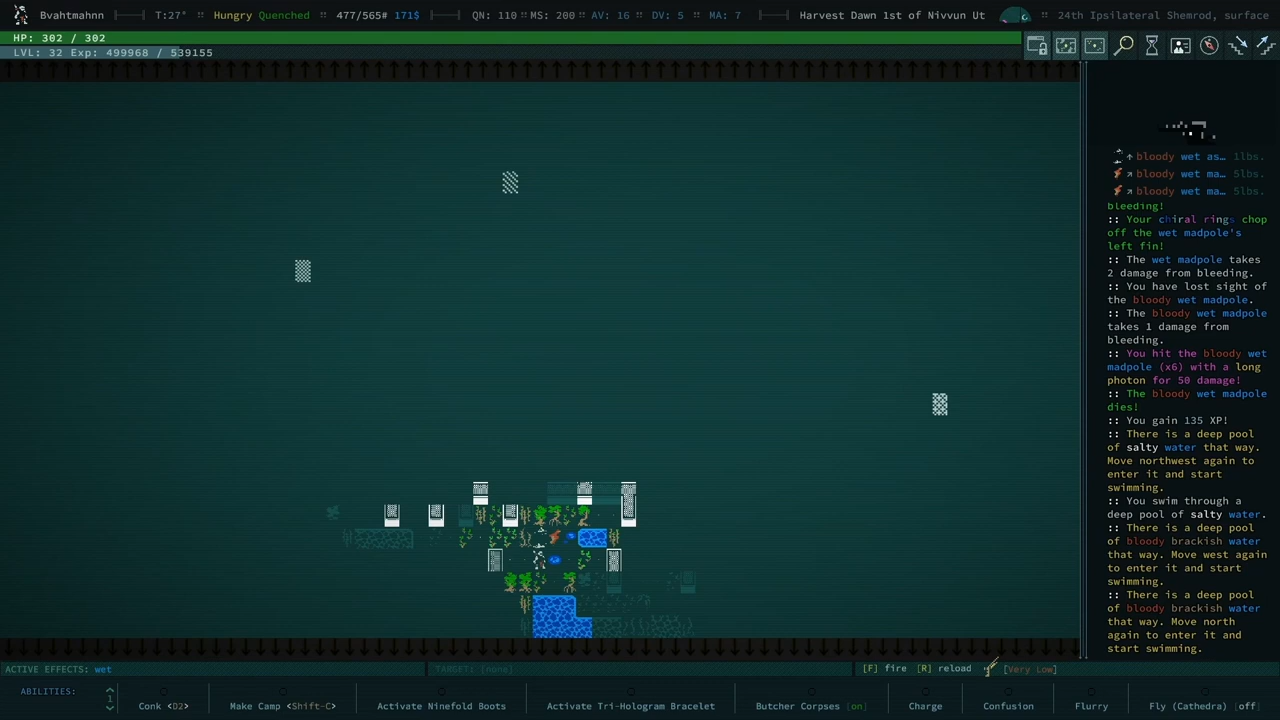 Bvahtmahnn T:27° :: Hungry Quenched :: 477/565# 171$ QN: 110 :: MS: 200 :: AV: 16 :: DV: 5 :: MA: 7 Harvest Dawn 1st of Nivvun Ut :: 24th Ipsilateral Shemrod, surface
HP: 302 / 302
LVL: 32 Exp: 499968 / 539155
bloody wet as… 1lbs.
bloody wet ma… 5lbs.
bloody wet ma… 5lbs.
bleeding!
:: Your chiral rings chop
off the wet madpole's
left fin!
:: The wet madpole takes
2 damage from bleeding.
:: You have lost sight of
the bloody wet madpole.
:: The bloody wet madpole
takes 1 damage from
bleeding.
:: You hit the bloody wet
madpole (x6) with a long
photon for 50 damage!
:: The bloody wet madpole
dies!
:: You gain 135 XP!
:: There is a deep pool
of salty water that way.
Move northwest again to
enter it and start
swimming.
:: You swim through a
deep pool of salty water.
:: There is a deep pool
of bloody brackish water
that way. Move west again
to enter it and start
swimming.
:: There is a deep pool
of bloody brackish water
that way. Move north
again to enter it and
start swimming.
ACTIVE EFFECTS: wet TARGET: [none] [F] fire [R] reload [Very Low]
ABILITIES: 1 Conk <02> Make Camp <Shift-C> Activate Ninefold Boots Activate Tri-Hologram Bracelet Butcher Corpses [on] Charge Confusion Flurry Fly (Cathedra) [off